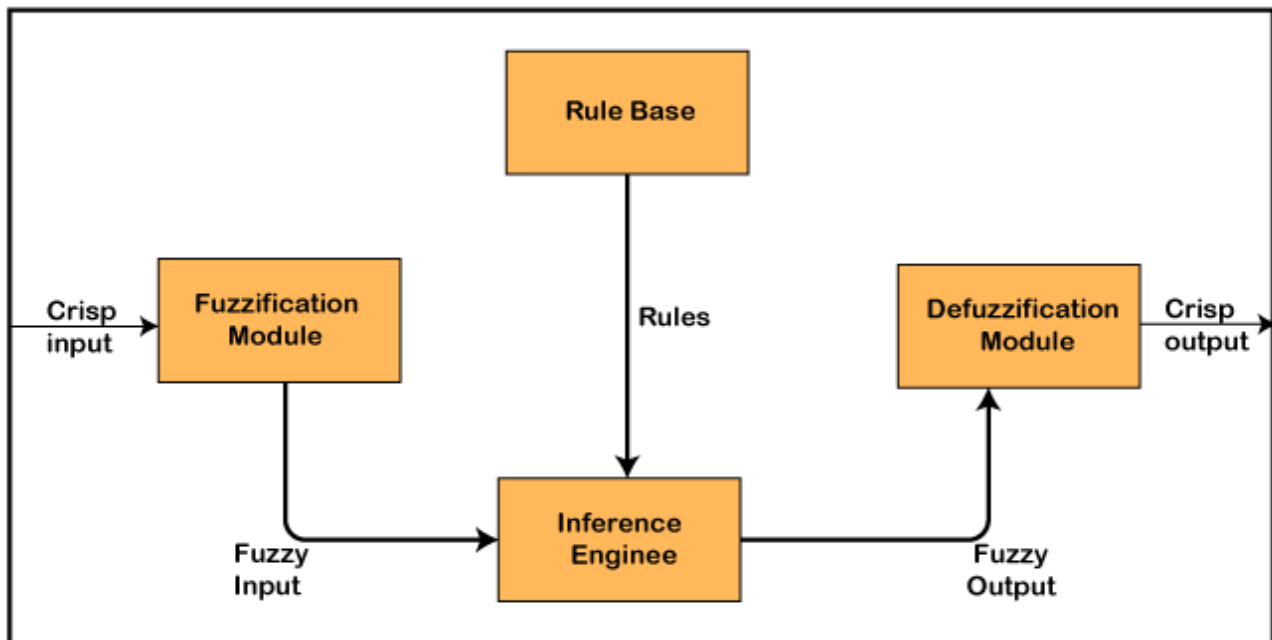 Rule Base
Crisp
input
Fuzzification
Module
Rules
Defuzzification
Module
Crisp
output
Fuzzy
Input
Inference
Enginee
Fuzzy
Output